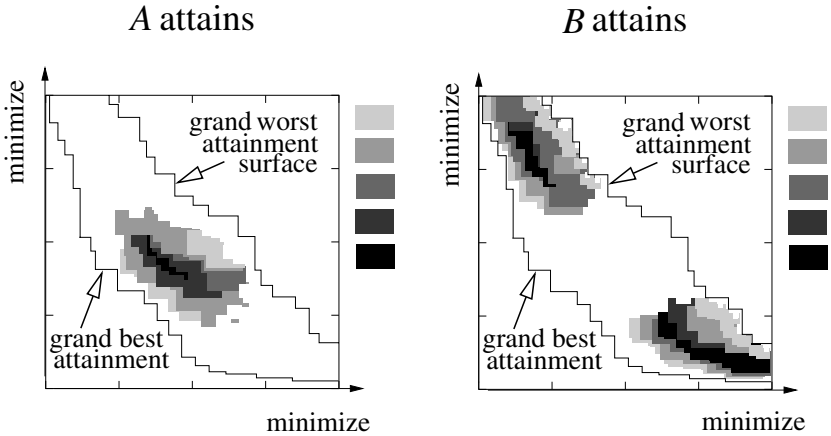 A attains
minimize
grand worst
attainment
surface
grand best
attainment
minimize
B attains
minimize
grand worst
attainment
surface
grand best
attainment
minimize